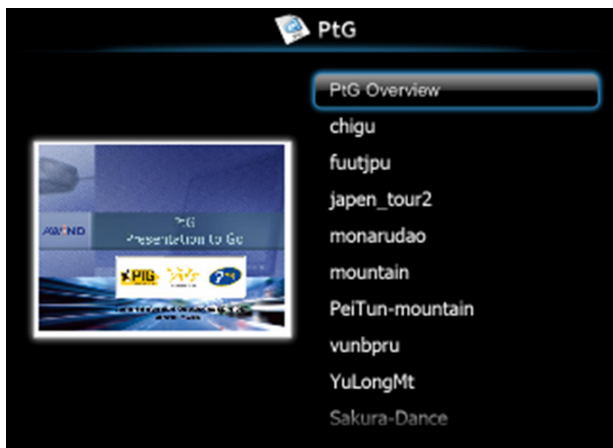 PtG
PtG Overview
chigu
fuutjpu
japen_tour2
monarudao
mountain
PeiTun-mountain
vunbpru
YuLongMt
Sakura-Dance
AWIND
PtG
Presentation to Go
PtG